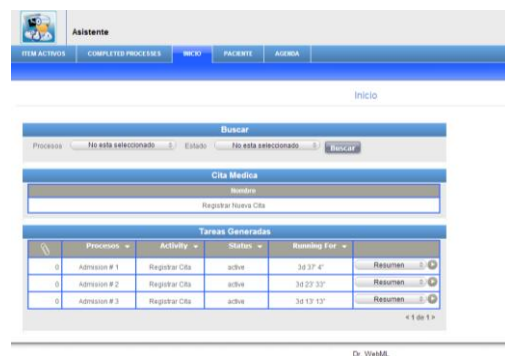 Asistente
ITEM ACTIVOS COMPLETED PROCESSES INICIO PACIENTE AGENDA
Inicio
Buscar
Procesos No esta seleccionado Estado No esta seleccionado Buscar
Cita Medica
Nombre
Registrar Nueva Cita
Tareas Generadas
Procesos Activity Status Running For
0 Admission # 1 Registrar Cita active 3d 37' 4" Resumen
0 Admission # 2 Registrar Cita active 3d 23' 33" Resumen
0 Admission # 3 Registrar Cita active 3d 13' 13" Resumen
< 1 de 1 >
Dr. WebML